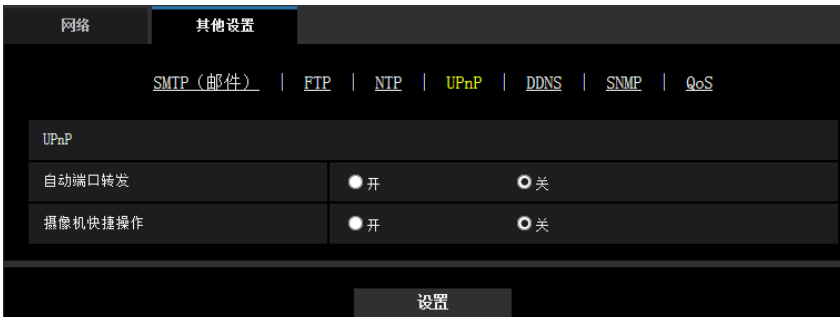 网络 其他设置
SMTP（邮件） | FTP | NTP | UPnP | DDNS | SNMP | QoS
UPnP
自动端口转发 开 关
摄像机快捷操作 开 关
设置